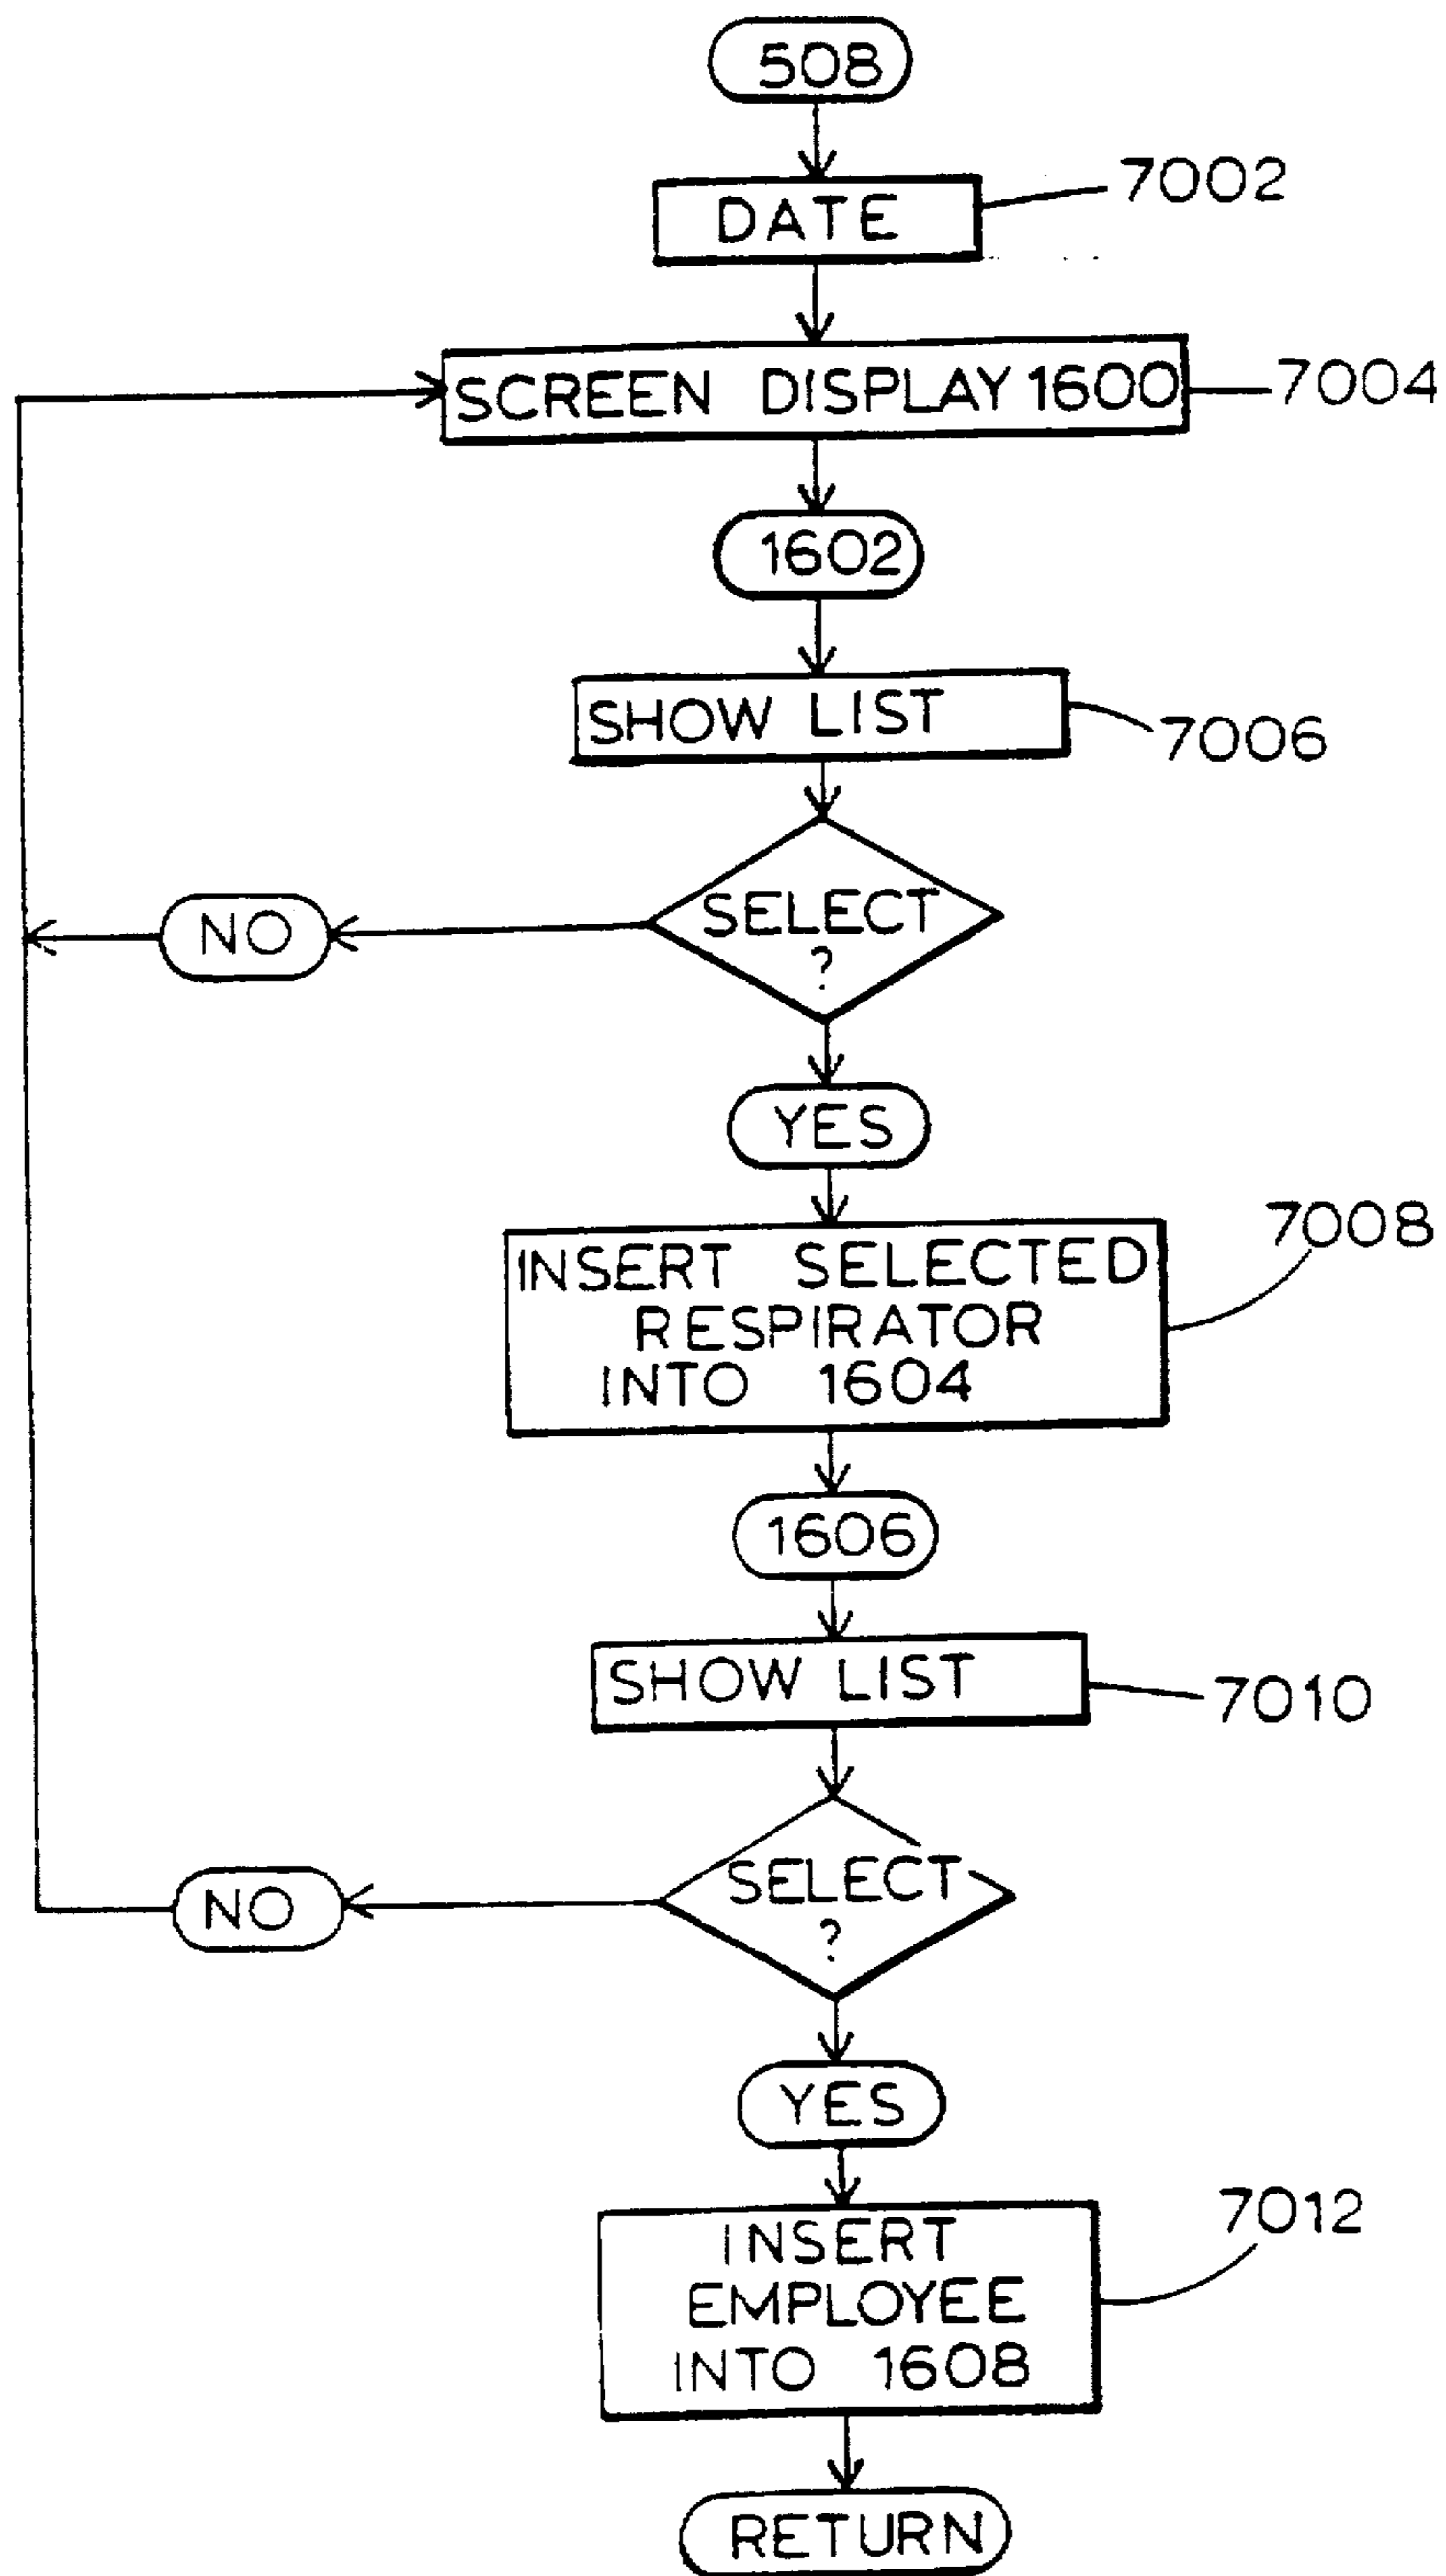 508
DATE
7002
SCREEN DISPLAY 1600
7004
1602
SHOW LIST
7006
SELECT
?
NO
YES
INSERT SELECTED
RESPIRATOR
INTO 1604
7008
1606
SHOW LIST
7010
SELECT
?
NO
YES
INSERT
EMPLOYEE
INTO 1608
7012
RETURN